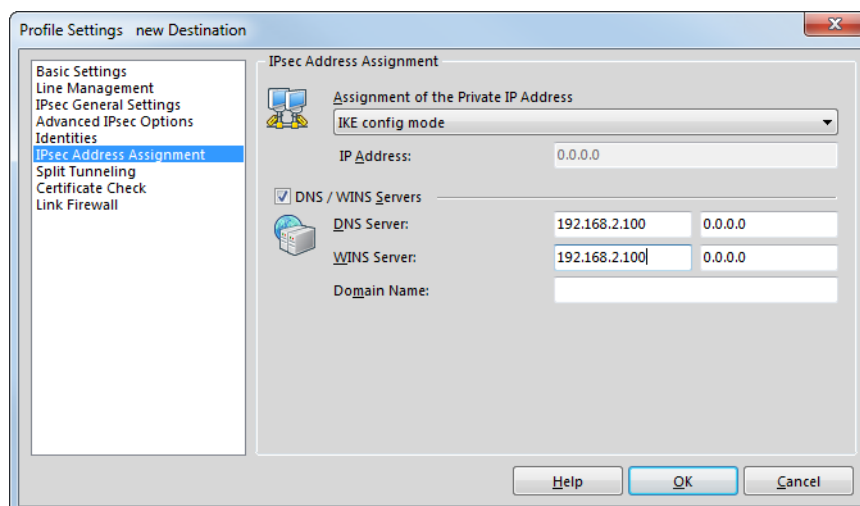 Profile Settings new Destination
Basic Settings
Line Management
IPsec General Settings
Advanced IPsec Options
Identities
IPsec Address Assignment
Split Tunneling
Certificate Check
Link Firewall
IPsec Address Assignment
Assignment of the Private IP Address
IKE config mode
IP Address: 0.0.0.0
DNS / WINS Servers
DNS Server: 192.168.2.100 0.0.0.0
WINS Server: 192.168.2.100 0.0.0.0
Domain Name:
Help OK Cancel